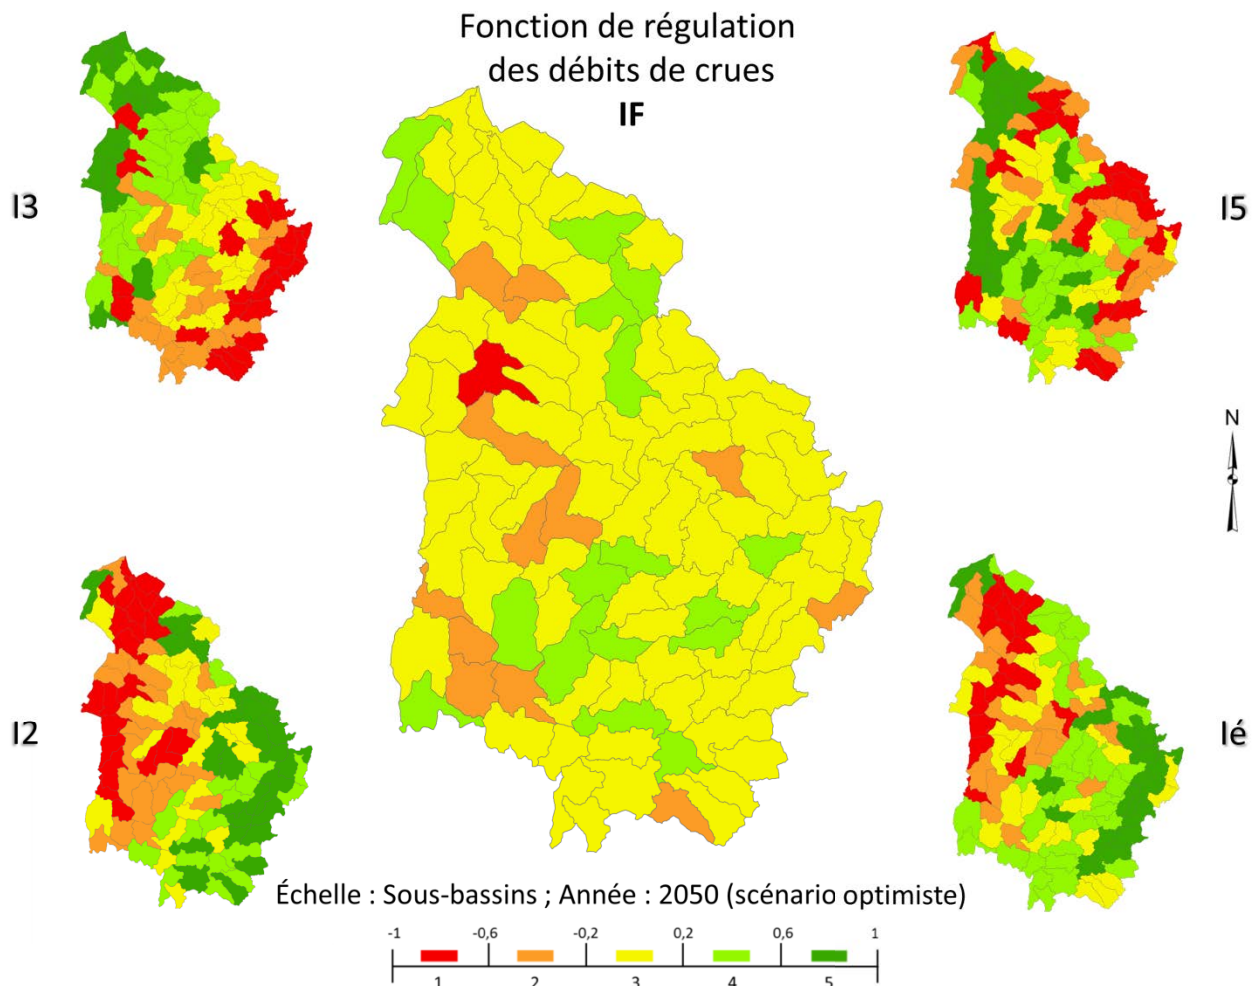 Fonction de régulation
des débits de crues
IF
I3
I5
N
I2
Ié
Échelle : Sous-bassins ; Année : 2050 (scénario optimiste)
-1 -0,6 -0,2 0,2 0,6 1
1 2 3 4 5